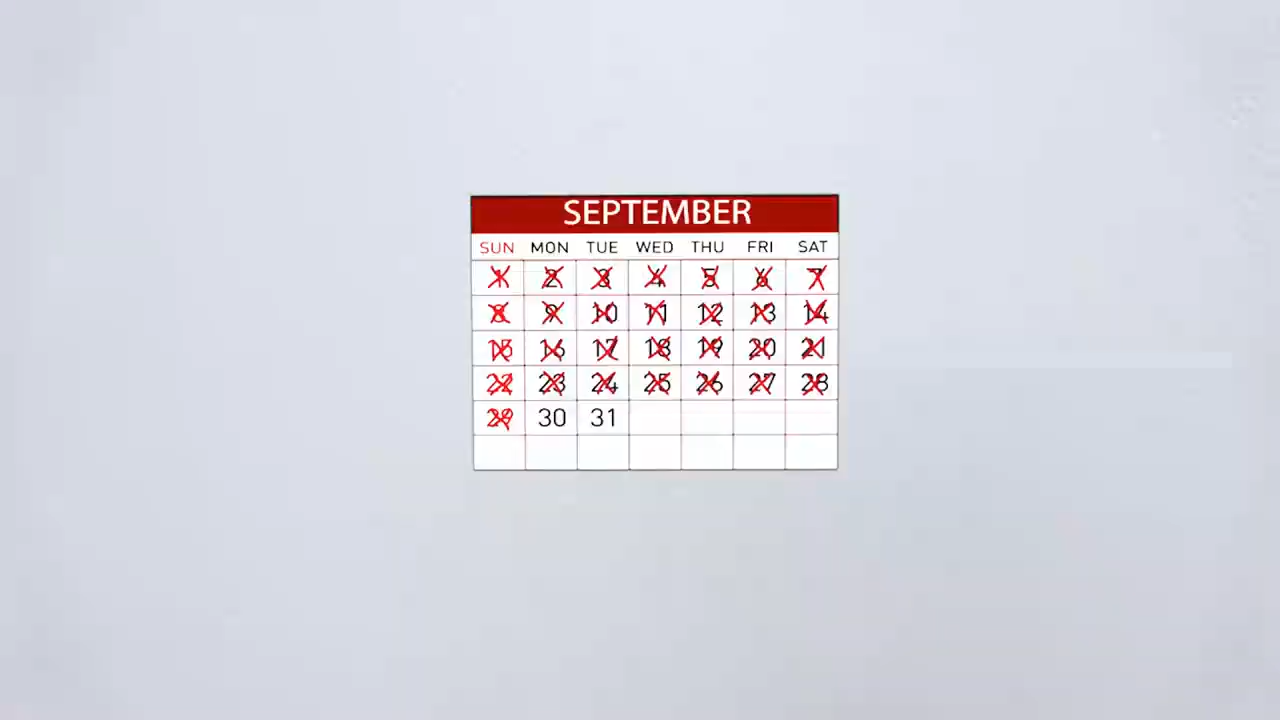 SEPTEMBER
SUN MON TUE WED THU FRI SAT
1 2 3 4 5 6 7
8 9 10 11 12 13 14
15 16 17 18 19 20 21
22 23 24 25 26 27 28
29 30 31